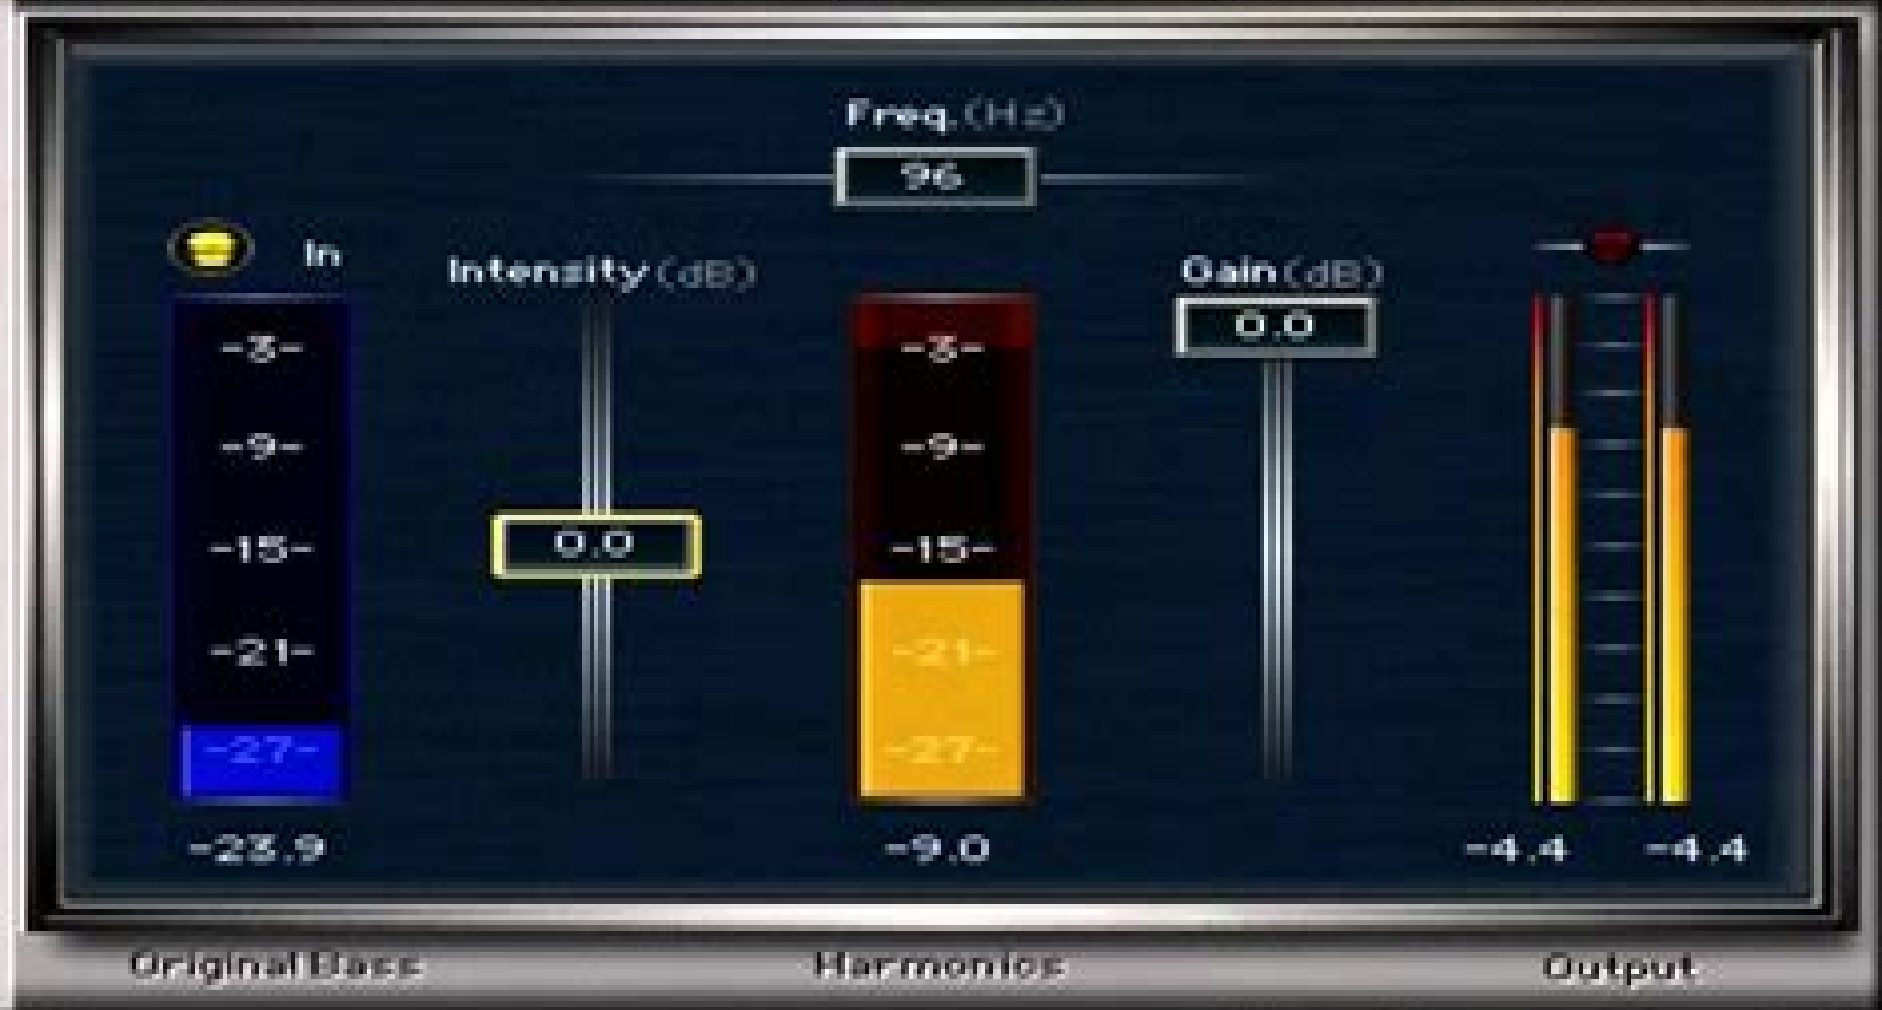 Freq.(Hz)
96
In
Intensity(dB)
Gain(dB)
0.0
-3-
-3-
-9-
-9-
0.0
-15-
-15-
-21-
-21-
-27-
-27-
-23.9
-9.0
-4.4 -4.4
Original Bass
Harmonics
Output